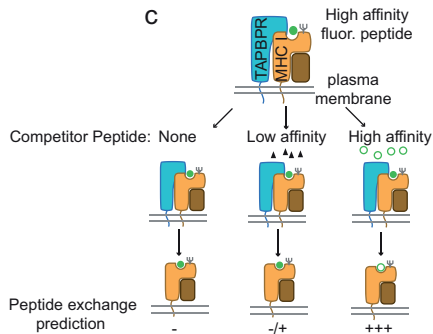 C
High affinity
fluor. peptide
TAPBPR
MHC I
plasma
membrane
Competitor Peptide: None Low affinity High affinity
Peptide exchange
prediction - -/+ +++